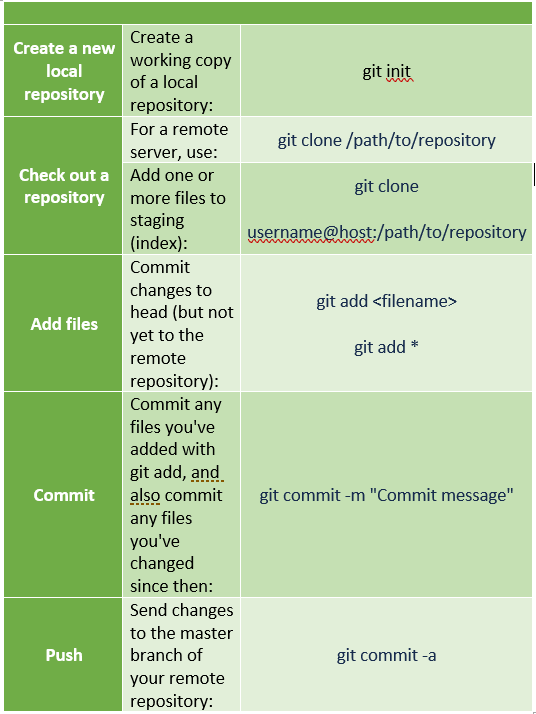 Create a new
local
repository
Create a
working copy
of a local
repository:
git init
Check out a
repository
For a remote
server, use:
git clone /path/to/repository
Add one or
more files to
staging
(index):
git clone
username@host:/path/to/repository
Add files
Commit
changes to
head (but not
yet to the
remote
repository):
git add <filename>
git add *
Commit
Commit any
files you've
added with
git add, and
also commit
any files
you've
changed
since then:
git commit -m "Commit message"
Push
Send changes
to the master
branch of
your remote
repository:
git commit -a